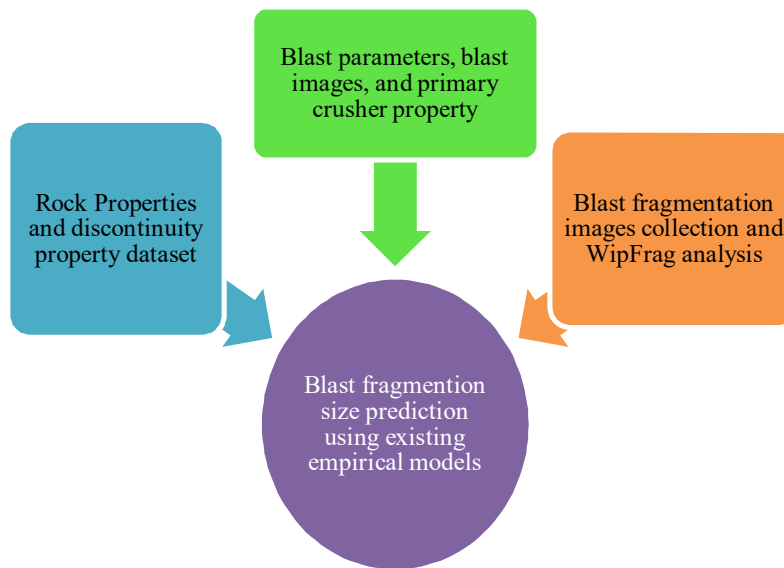 Blast parameters, blast
images, and primary
crusher property
Rock Properties
and discontinuity
property dataset
Blast fragmentation
images collection and
WipFrag analysis
Blast fragmention
size prediction
using existing
empirical models